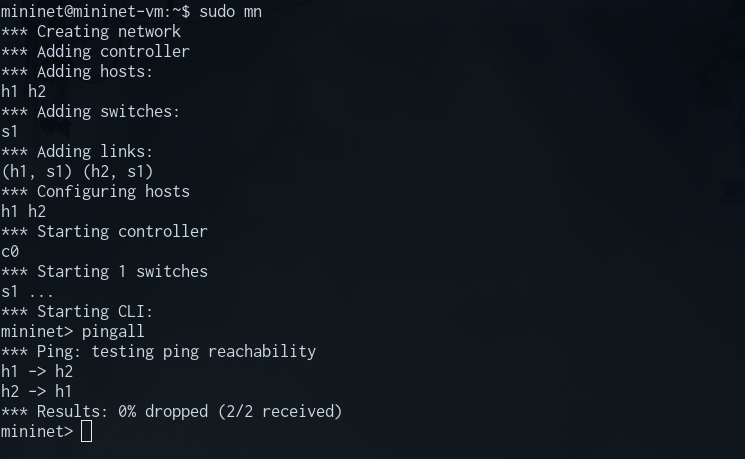 mininet@mininet-vm:~$ sudo mn
*** Creating network
*** Adding controller
*** Adding hosts:
h1 h2
*** Adding switches:
s1
*** Adding links:
(h1, s1) (h2, s1)
*** Configuring hosts
h1 h2
*** Starting controller
c0
*** Starting 1 switches
s1 ...
*** Starting CLI:
mininet> pingall
*** Ping: testing ping reachability
h1 -> h2
h2 -> h1
*** Results: 0% dropped (2/2 received)
mininet>